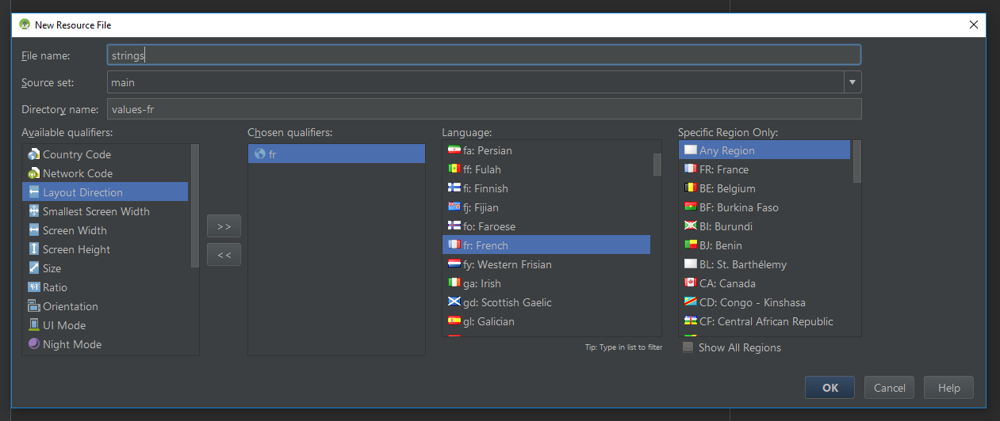 New Resource File
File name: strings
Source set: main
Directory name: values-fr
Available qualifiers:
Country Code
Network Code
Layout Direction
Smallest Screen Width
Screen Width
Screen Height
Size
4:3 Ratio
Orientation
UI Mode
Night Mode
>>
<<
Chosen qualifiers:
fr
Language:
fa: Persian
ff: Fulah
fi: Finnish
fj: Fijian
fo: Faroese
fr: French
fy: Western Frisian
ga: Irish
gd: Scottish Gaelic
gl: Galician
Tip: Type in list to filter
Specific Region Only:
Any Region
FR: France
BE: Belgium
BF: Burkina Faso
BI: Burundi
BJ: Benin
BL: St. Barthélemy
CA: Canada
CD: Congo - Kinshasa
CF: Central African Republic
Show All Regions
OK
Cancel
Help